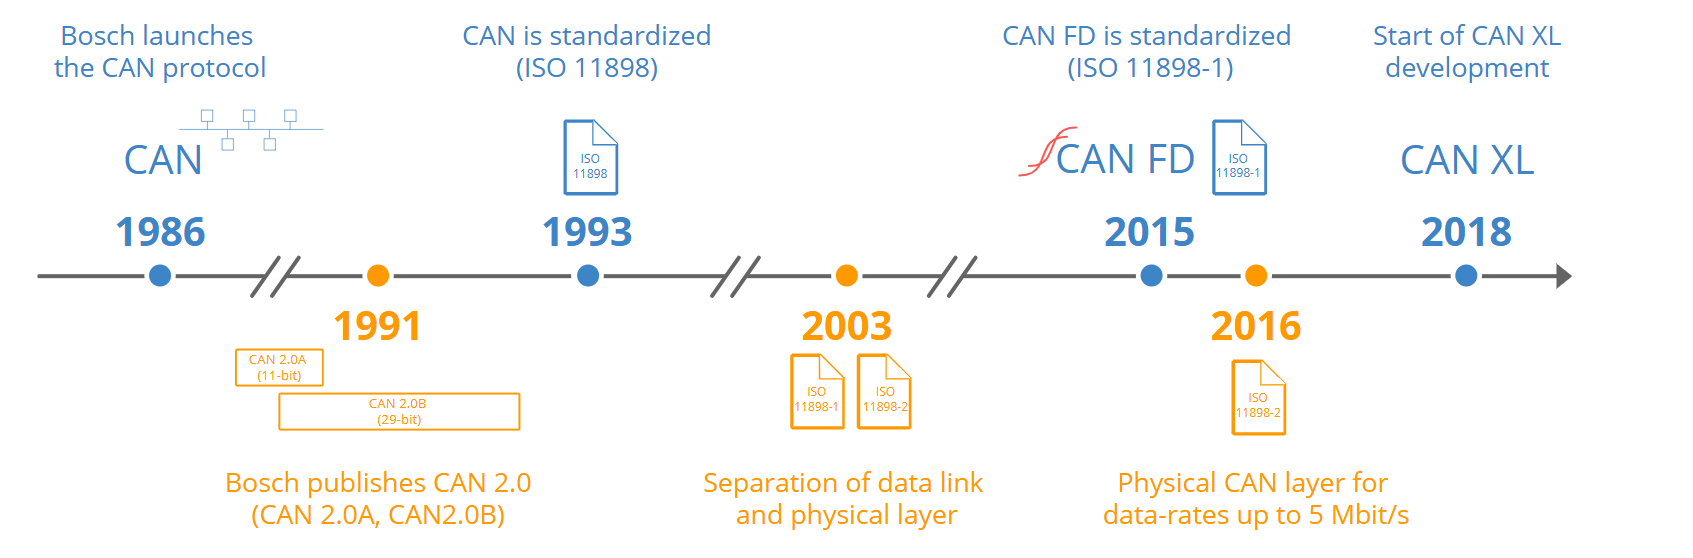 Bosch launches
the CAN protocol
CAN
1986
CAN is standardized
(ISO 11898)
ISO
11898
1993
CAN FD is standardized
(ISO 11898-1)
CAN FD
ISO
11898-1
2015
Start of CAN XL
development
CAN XL
2018
1991
CAN 2.0A
(11-bit)
CAN 2.0B
(29-bit)
Bosch publishes CAN 2.0
(CAN 2.0A, CAN2.0B)
2003
ISO
11898-1
ISO
11898-2
Separation of data link
and physical layer
2016
ISO
11898-2
Physical CAN layer for
data-rates up to 5 Mbit/s